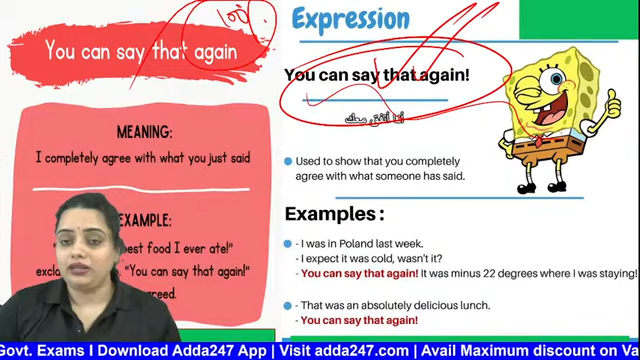 100
You can say that again
MEANING:
I completely agree with what you just said
EXAMPLE:
best food I ever ate!"
"You can say that again!"
Expression
You can say that again!
أنا أتفق معك
Used to show that you completely
agree with what someone has said.
Examples :
- I was in Poland last week.
- I expect it was cold, wasn't it?
- You can say that again! It was minus 22 degrees where I was staying!
- That was an absolutely delicious lunch.
- You can say that again!
Govt. Exams I Download Adda247 App | Visit adda247.com | Avail Maximum discount on